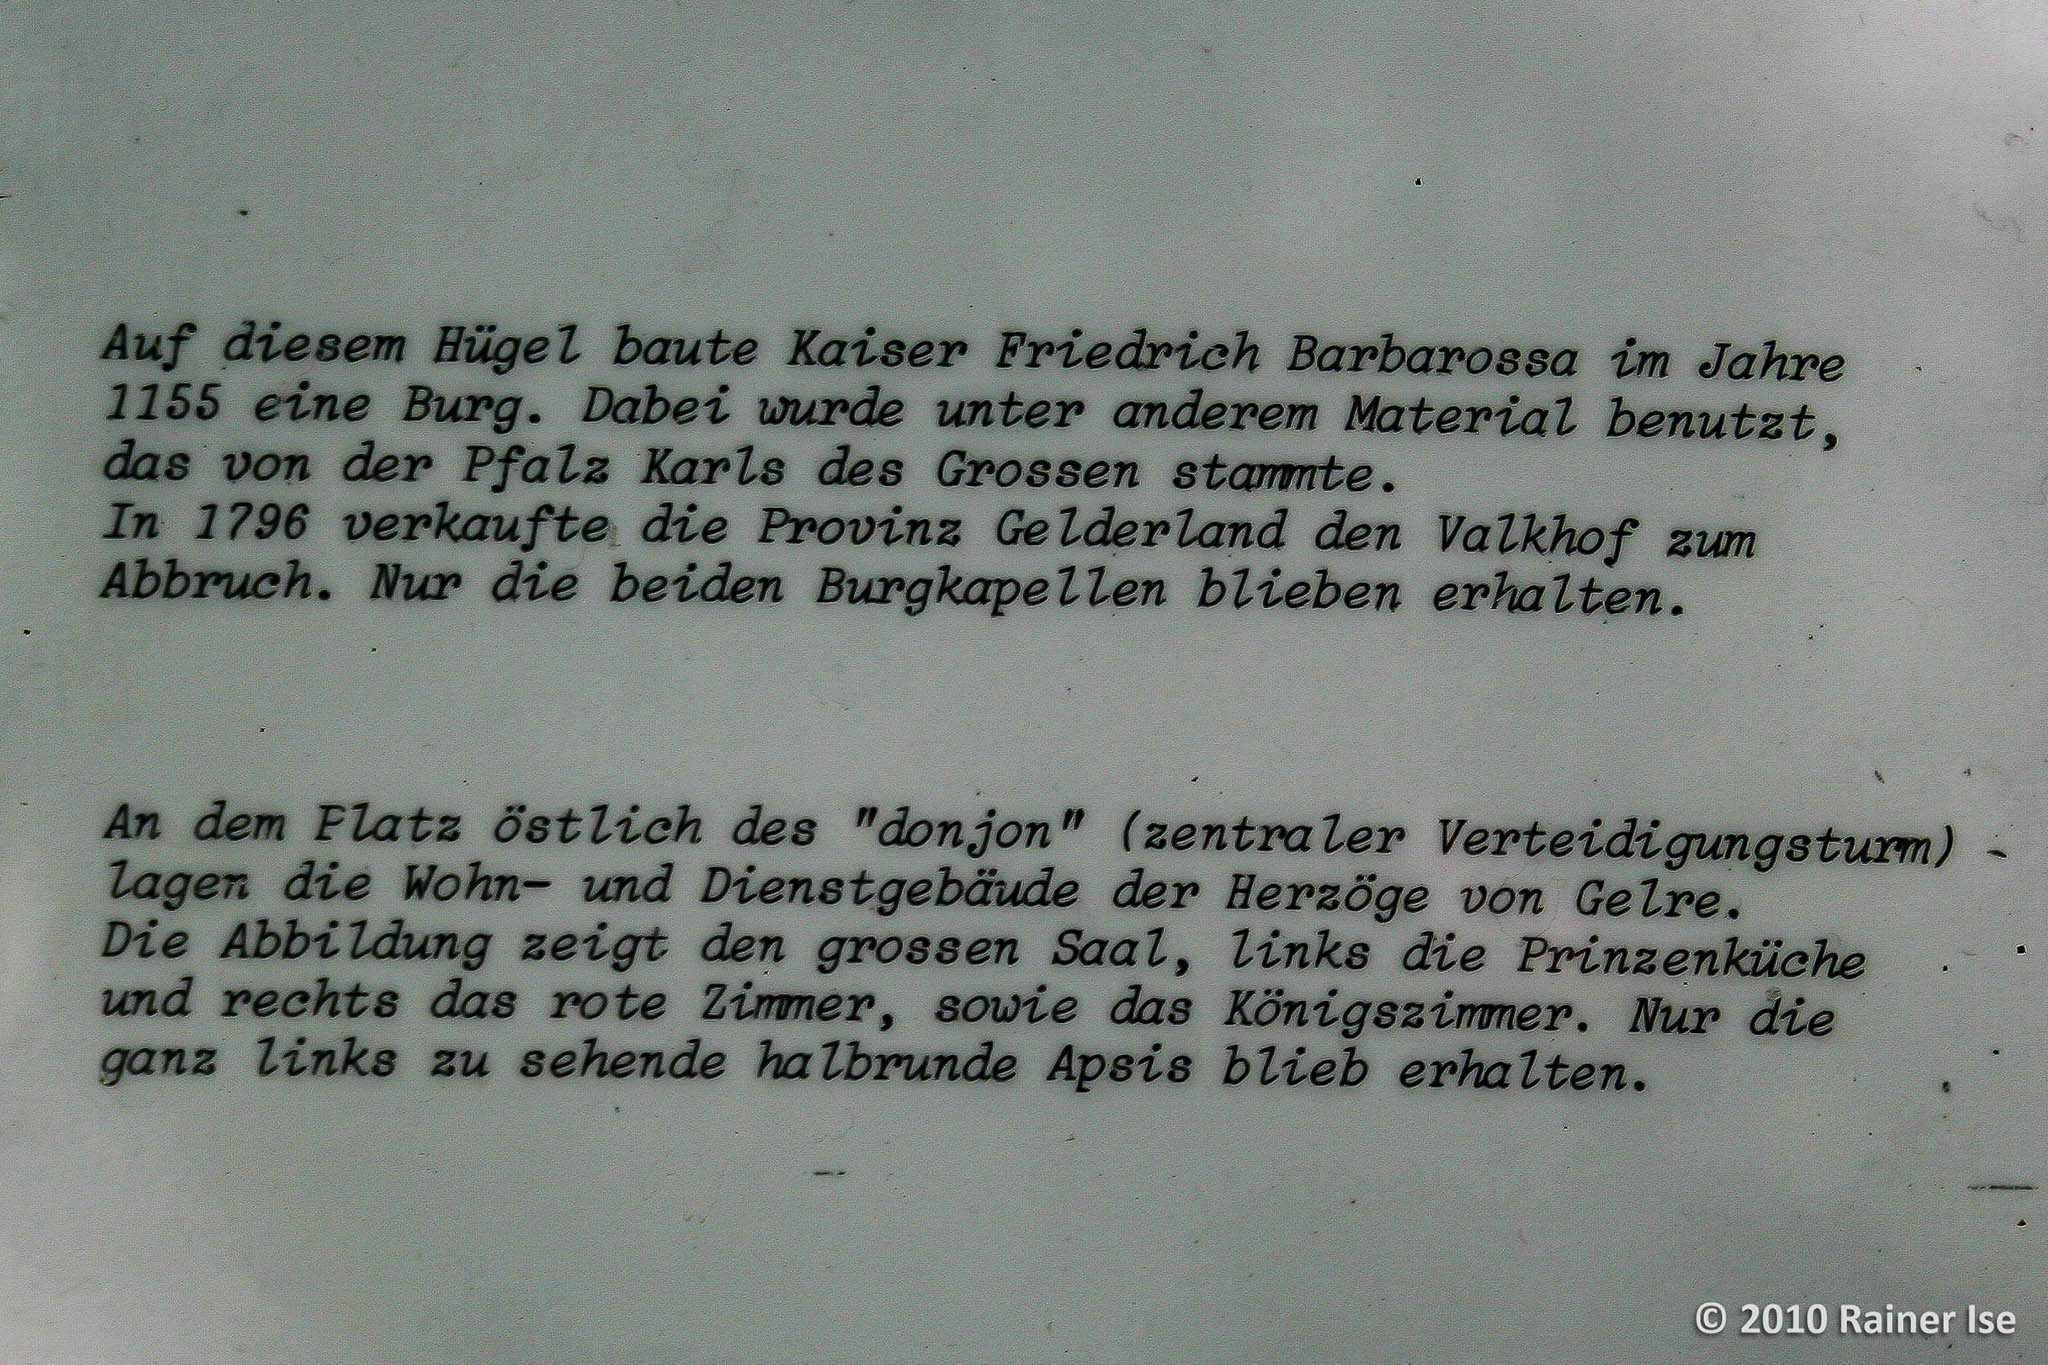 Auf diesem Hügel baute Kaiser Friedrich Barbarossa im Jahre
1155 eine Burg. Dabei wurde unter anderem Material benutzt,
das von der Pfalz Karls des Grossen stammte.
In 1796 verkaufte die Provinz Gelderland den Valkhof zum
Abbruch. Nur die beiden Burgkapellen blieben erhalten.
An dem Platz östlich des "donjon" (zentraler Verteidigungsturm)
lagen die Wohn- und Dienstgebäude der Herzöge von Gelre.
Die Abbildung zeigt den grossen Saal, links die Prinzenküche
und rechts das rote Zimmer, sowie das Königszimmer. Nur die
ganz links zu sehende halbrunde Apsis blieb erhalten.
© 2010 Rainer Ise